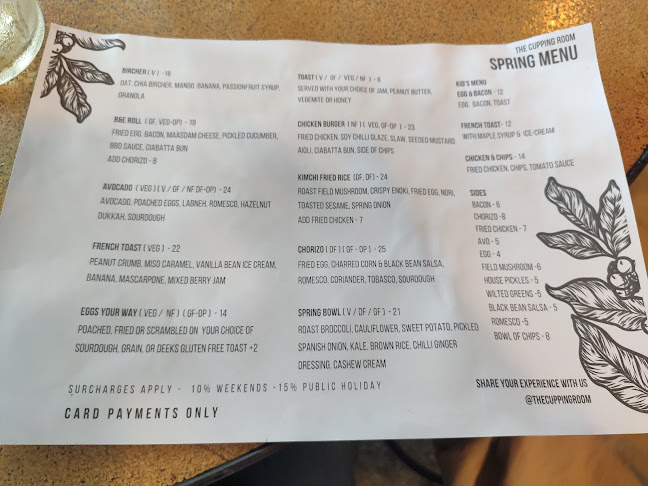 THE CUPPING ROOM
SPRING MENU
BIRCHER ( V ) - 18
OAT, CHIA BIRCHER, MANGO, BANANA, PASSIONFRUIT SYRUP,
GRANOLA
B&E ROLL ( GF, VEG-OP) - 19
FRIED EGG, BACON, MAASDAM CHEESE, PICKLED CUCUMBER,
BBQ SAUCE, CIABATTA BUN
ADD CHORIZO - 8
AVOCADO ( VEG ) ( V / GF / NF DF-OP) - 24
AVOCADO, POACHED EGGS, LABNEH, ROMESCO, HAZELNUT
DUKKAH, SOURDOUGH
FRENCH TOAST ( VEG ) - 22
PEANUT CRUMB, MISO CARAMEL, VANILLA BEAN ICE CREAM,
BANANA, MASCARPONE, MIXED BERRY JAM
EGGS YOUR WAY ( VEG / NF ) ( GF-OP ) - 14
POACHED, FRIED OR SCRAMBLED ON YOUR CHOICE OF
SOURDOUGH, GRAIN, OR DEEKS GLUTEN FREE TOAST +2
TOAST ( V / GF / VEG / NF ) - 9
SERVED WITH YOUR CHOICE OF JAM, PEANUT BUTTER,
VEGEMITE OR HONEY
CHICKEN BURGER ( NF ) ( VEG, GF-OP ) - 23
FRIED CHICKEN, SOY CHILLI GLAZE, SLAW, SEEDED MUSTARD
AIOLI, CIABATTA BUN, SIDE OF CHIPS
KIMCHI FRIED RICE (GF, DF) - 24
ROAST FIELD MUSHROOM, CRISPY ENOKI, FRIED EGG, NORI,
TOASTED SESAME, SPRING ONION
ADD FRIED CHICKEN - 7
CHORIZO ( DF ) ( GF - OP ) - 25
FRIED EGG, CHARRED CORN & BLACK BEAN SALSA,
ROMESCO, CORIANDER, TOBASCO, SOURDOUGH
SPRING BOWL ( V / DF / GF ) - 21
ROAST BROCCOLI, CAULIFLOWER, SWEET POTATO, PICKLED
SPANISH ONION, KALE, BROWN RICE, CHILLI GINGER
DRESSING, CASHEW CREAM
KID'S MENU
EGG & BACON - 12
EGG, BACON, TOAST
FRENCH TOAST- 12
WITH MAPLE SYRUP & ICE-CREAM
CHICKEN & CHIPS - 14
FRIED CHICKEN, CHIPS, TOMATO SAUCE
SIDES
BACON - 6
CHORIZO -8
FRIED CHICKEN - 7
AVO - 5
EGG - 4
FIELD MUSHROOM -6
HOUSE PICKLES - 5
WILTED GREENS -5
BLACK BEAN SALSA - 5
ROMESCO - 5
BOWL OF CHIPS - 8
SURCHARGES APPLY - 10% WEEKENDS -15% PUBLIC HOLIDAY
CARD PAYMENTS ONLY
SHARE YOUR EXPERIENCE WITH US
@THECUPPINGROOM